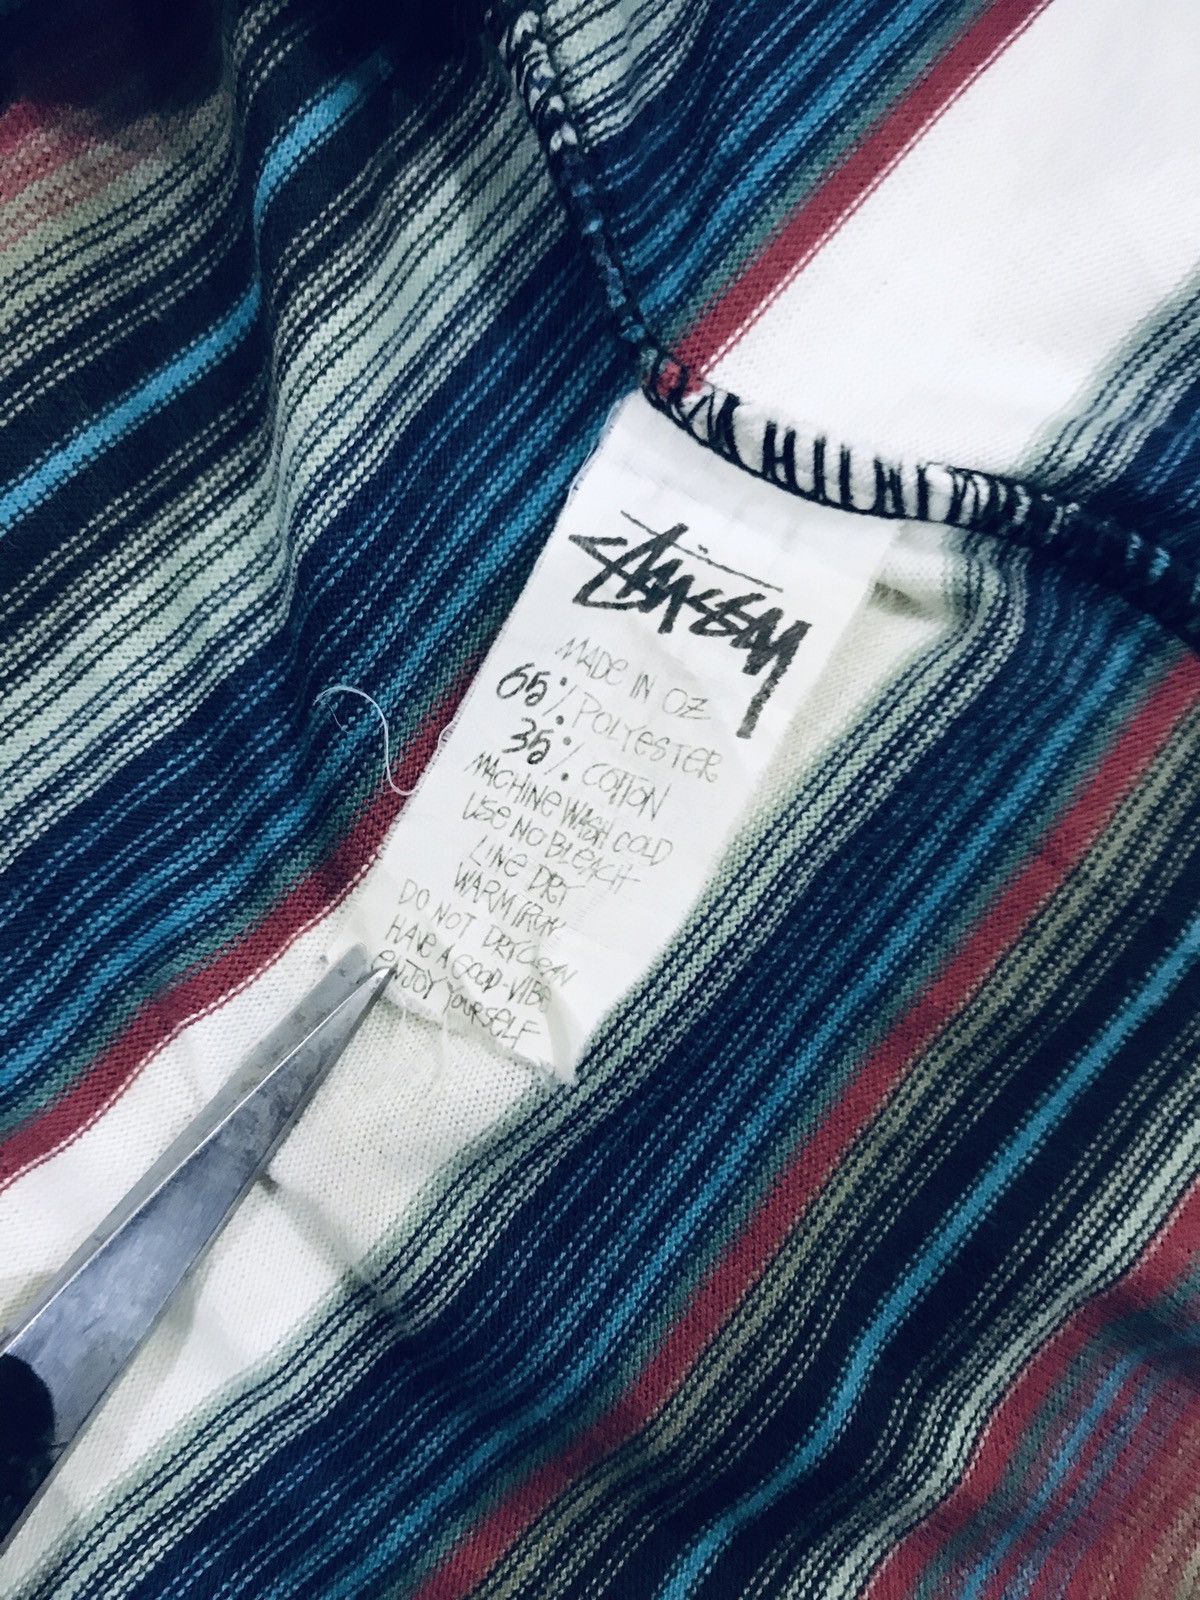 STÜSSY
MADE IN OZ
65% POLYESTER
35% COTTON
MACHINE WASH COLD
USE NO BLEACH
LINE DRY
WARM IRON
DO NOT DRYCLEAN
HAVE A GOOD-VIBE
ENJOY YOURSELF